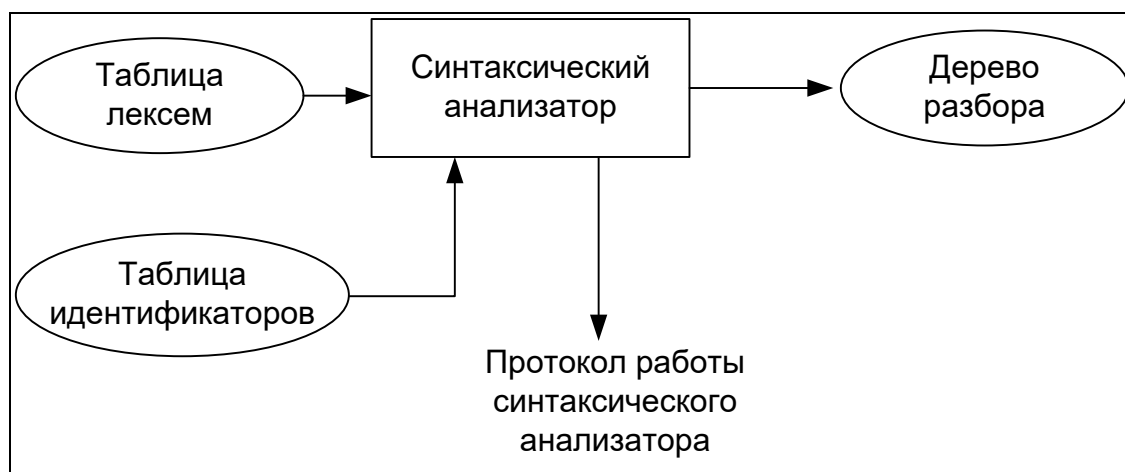 Таблица
лексем
Синтаксический
анализатор
Дерево
разбора
Таблица
идентификаторов
Протокол работы
синтаксического
анализатора